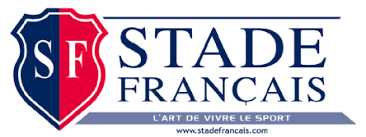 SF
STADE
FRANÇAIS
L'ART DE VIVRE LE SPORT
www.stadefrancais.com